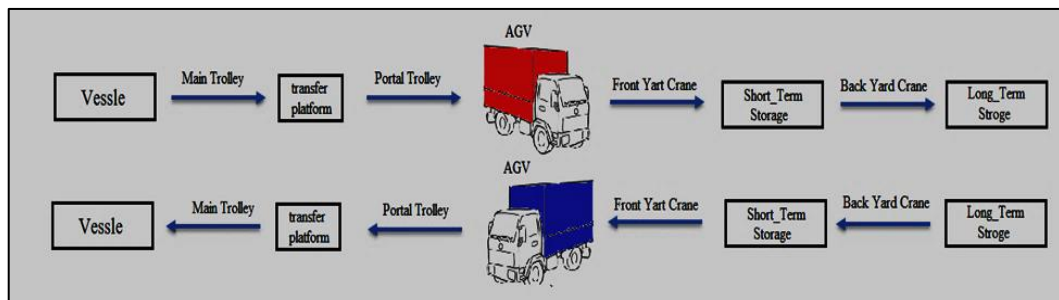 AGV
Main Trolley
Portal Trolley
Front Yart Crane
Back Yard Crane
Vessle
transfer
platform
Short_Term
Storage
Long_Term
Stroge
AGV
Main Trolley
Portal Trolley
Front Yart Crane
Back Yard Crane
Vessle
transfer
platform
Short_Term
Storage
Long_Term
Stroge